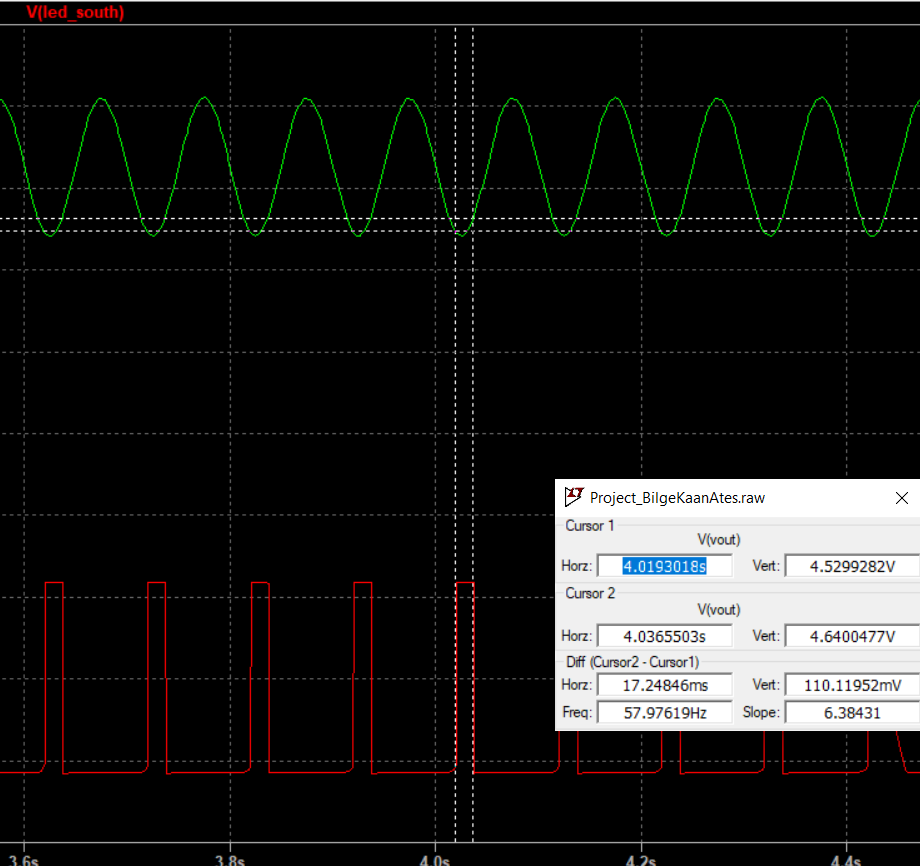 V(led_south)
Project_BilgeKaanAtes.raw
Cursor 1
V(vout)
Horz: 4.0193018s Vert: 4.5299282V
Cursor 2
V(vout)
Horz: 4.0365503s Vert: 4.6400477V
Diff (Cursor2 - Cursor1)
Horz: 17.24846ms Vert: 110.11952mV
Freq: 57.97619Hz Slope: 6.38431
3.6s 3.8s 4.0s 4.2s 4.4s